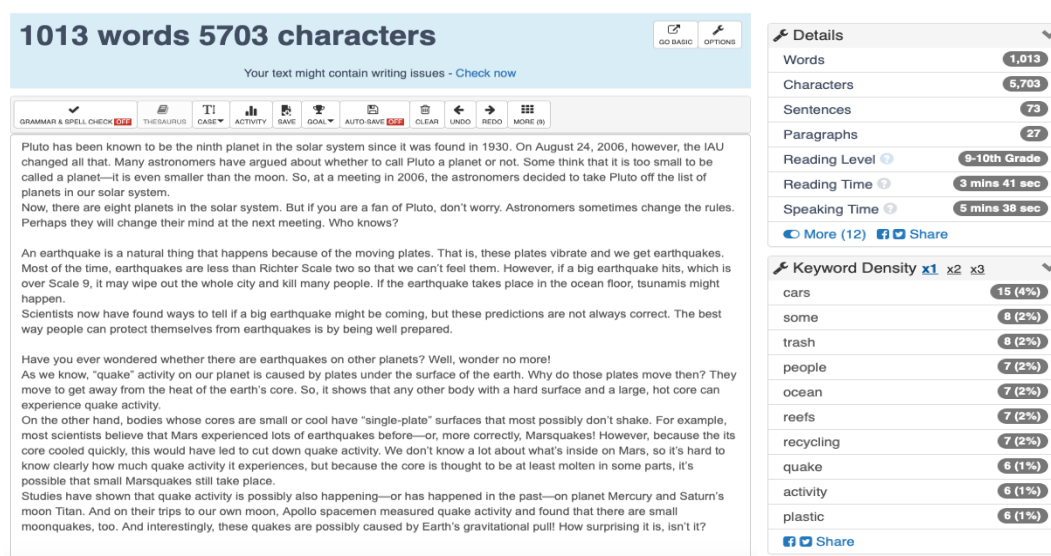 1013 words 5703 characters
GO BASIC
OPTIONS
Your text might contain writing issues - Check now
GRAMMAR & SPELL CHECK OFF
THESAURUS
CASE
ACTIVITY
SAVE
GOAL
AUTO-SAVE OFF
CLEAR
UNDO
REDO
MORE (9)
Pluto has been known to be the ninth planet in the solar system since it was found in 1930. On August 24, 2006, however, the IAU
changed all that. Many astronomers have argued about whether to call Pluto a planet or not. Some think that it is too small to be
called a planet—it is even smaller than the moon. So, at a meeting in 2006, the astronomers decided to take Pluto off the list of
planets in our solar system.
Now, there are eight planets in the solar system. But if you are a fan of Pluto, don't worry. Astronomers sometimes change the rules.
Perhaps they will change their mind at the next meeting. Who knows?
An earthquake is a natural thing that happens because of the moving plates. That is, these plates vibrate and we get earthquakes.
Most of the time, earthquakes are less than Richter Scale two so that we can't feel them. However, if a big earthquake hits, which is
over Scale 9, it may wipe out the whole city and kill many people. If the earthquake takes place in the ocean floor, tsunamis might
happen.
Scientists now have found ways to tell if a big earthquake might be coming, but these predictions are not always correct. The best
way people can protect themselves from earthquakes is by being well prepared.
Have you ever wondered whether there are earthquakes on other planets? Well, wonder no more!
As we know, "quake" activity on our planet is caused by plates under the surface of the earth. Why do those plates move then? They
move to get away from the heat of the earth's core. So, it shows that any other body with a hard surface and a large, hot core can
experience quake activity.
On the other hand, bodies whose cores are small or cool have "single-plate" surfaces that most possibly don't shake. For example,
most scientists believe that Mars experienced lots of earthquakes before—or, more correctly, Marsquakes! However, because the its
core cooled quickly, this would have led to cut down quake activity. We don't know a lot about what's inside on Mars, so it's hard to
know clearly how much quake activity it experiences, but because the core is thought to be at least molten in some parts, it's
possible that small Marsquakes still take place.
Studies have shown that quake activity is possibly also happening—or has happened in the past—on planet Mercury and Saturn's
moon Titan. And on their trips to our own moon, Apollo spacemen measured quake activity and found that there are small
moonquakes, too. And interestingly, these quakes are possibly caused by Earth's gravitational pull! How surprising it is, isn't it?
Details
Words 1,013
Characters 5,703
Sentences 73
Paragraphs 27
Reading Level 9-10th Grade
Reading Time 3 mins 41 sec
Speaking Time 5 mins 38 sec
More (12) Share
Keyword Density x1 x2 x3
cars 15 (4%)
some 8 (2%)
trash 8 (2%)
people 7 (2%)
ocean 7 (2%)
reefs 7 (2%)
recycling 7 (2%)
quake 6 (1%)
activity 6 (1%)
plastic 6 (1%)
Share